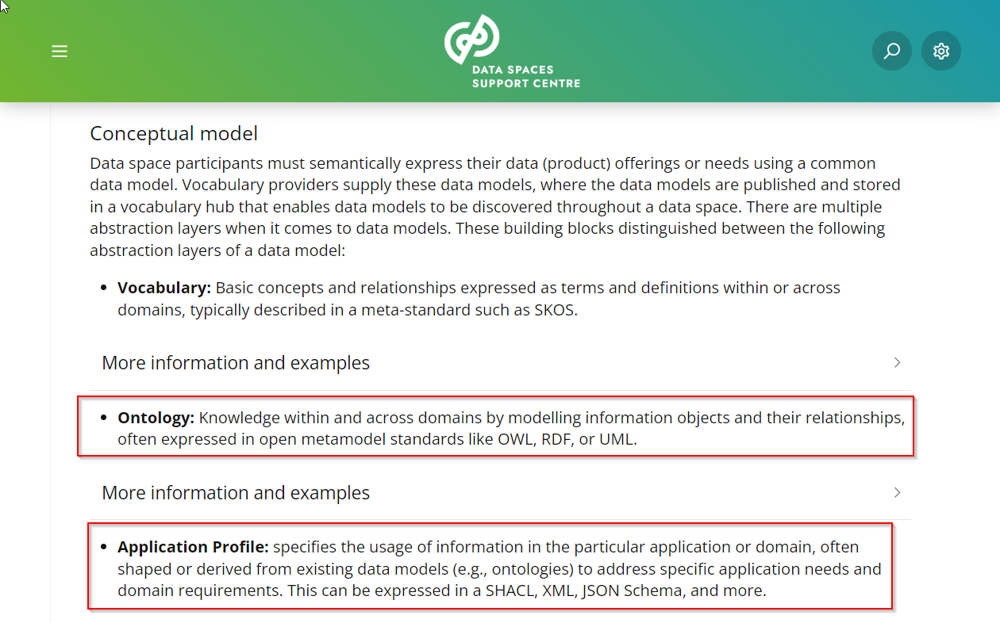 DATA SPACES
SUPPORT CENTRE
Conceptual model
Data space participants must semantically express their data (product) offerings or needs using a common
data model. Vocabulary providers supply these data models, where the data models are published and stored
in a vocabulary hub that enables data models to be discovered throughout a data space. There are multiple
abstraction layers when it comes to data models. These building blocks distinguished between the following
abstraction layers of a data model:
• Vocabulary: Basic concepts and relationships expressed as terms and definitions within or across
domains, typically described in a meta-standard such as SKOS.
More information and examples
• Ontology: Knowledge within and across domains by modelling information objects and their relationships,
often expressed in open metamodel standards like OWL, RDF, or UML.
More information and examples
• Application Profile: specifies the usage of information in the particular application or domain, often
shaped or derived from existing data models (e.g., ontologies) to address specific application needs and
domain requirements. This can be expressed in a SHACL, XML, JSON Schema, and more.